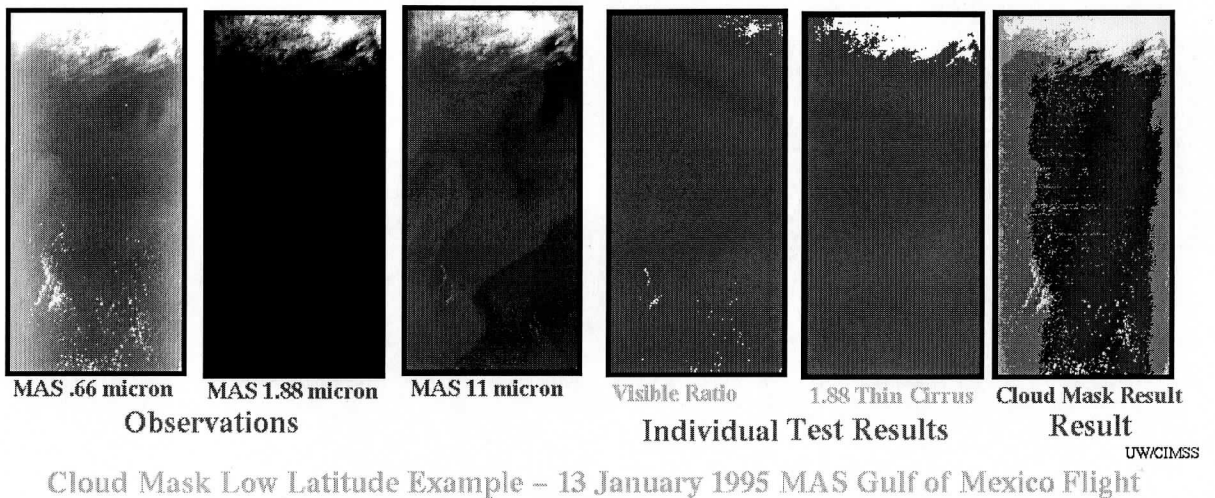 MAS .66 micron
MAS 1.88 micron
MAS 11 micron
Visible Ratio
1.88 Thin Cirrus
Cloud Mask Result
Observations
Individual Test Results
Result
UW/CIMSS
Cloud Mask Low Latitude Example – 13 January 1995 MAS Gulf of Mexico Flight